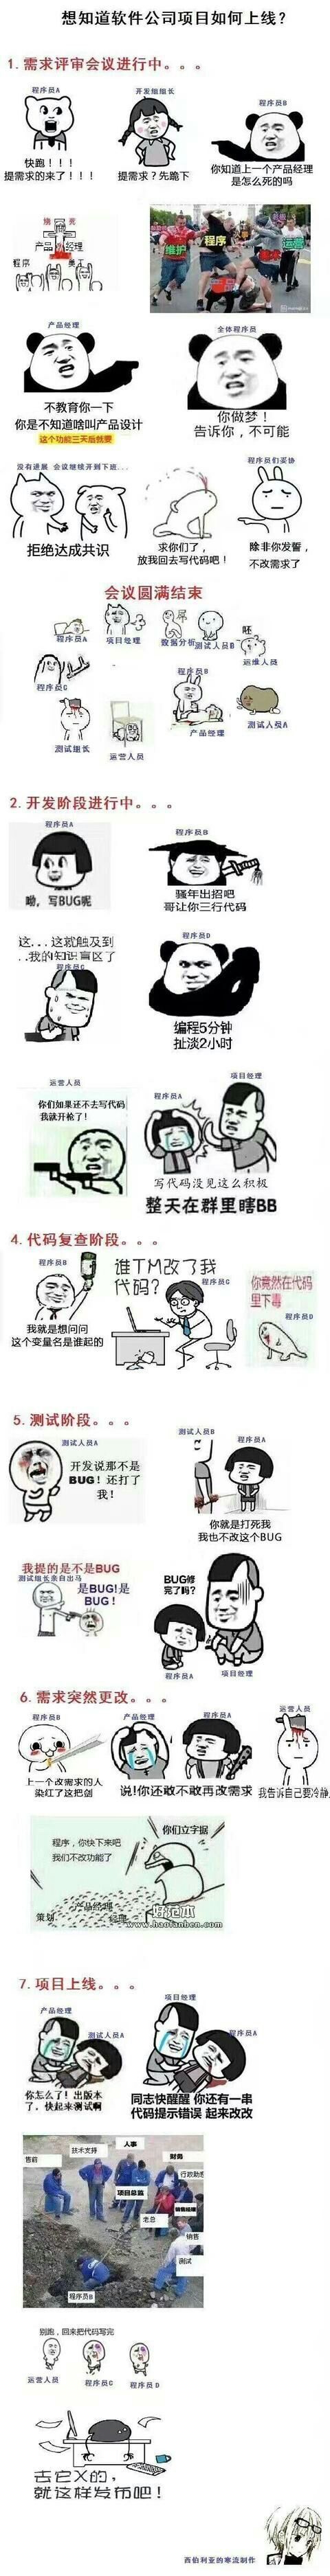 想知道软件公司项目如何上线?
1. 需求评审会议进行中。。。
程序员A
开发组组长
程序员B
快跑！！！
提需求的来了！！！
提需求？先跪下
你知道上一个产品经理
是怎么死的吗
产品经理
程序
美工
维护
程序
运营
产品经理
全体程序员
不教育你一下
你是不知道啥叫产品设计
这个功能三天后就要
你做梦！
告诉你，不可能
没有进展 会议继续开到下班...
程序员们妥协
拒绝达成共识
求你们了，
放我回去写代码吧！
除非你发誓，
不改需求了
会议圆满结束
程序员A
项目经理
数据分析
测试人员B
运维人员
程序员C
程序员B
测试组长
运营人员
产品经理
测试人员A
2. 开发阶段进行中。。。
程序员A
程序员B
呦，写BUG呢
骚年出招吧
哥让你三行代码
这...这就触及到
..我的知识盲区了
程序员C
程序员D
编程5分钟
扯淡2小时
运营人员
你们如果还不去写代码
我就开枪了！
项目经理
程序员A
写代码没见这么积极
整天在群里瞎BB
4. 代码复查阶段。。。
程序员B
谁TM改了我
代码?
程序员C
你竟然在代码
里下毒
程序员D
我就是想问问
这个变量名是谁起的
5. 测试阶段。。。
测试人员A
开发说那不是
BUG！还打了
我！
测试人员B
程序员A
你就是打死我
我也不改这个BUG
我提的是不是BUG
测试组长亲自出马
是BUG!是
BUG！
BUG修
完了吗?
程序员A
项目经理
6. 需求突然更改。。。
程序员B
产品经理
程序员A
运营人员
上一个改需求的人
染红了这把剑
说!你还敢不敢再改需求
我告诉自己要冷静
程序，你快下来吧
我们不改功能了
你们立字据
策划
产品经理
好范本
www.haofanben.com
7. 项目上线。。。
产品经理
测试人员A
你怎么了！出版本
了，快起来测试啊
项目经理
程序员A
同志快醒醒 你还有一串
代码提示错误 起来改改
售前
技术支持
人事
财务
行政助理
项目总监
老总
销售
测试
程序员B
别跑，回来把代码写完
运营人员
程序员C
程序员D
去它X的，
就这样发布吧！
西伯利亚的寒流制作